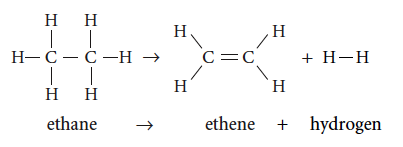 H H H H
H—C—C—H → C=C + H—H
H H H H
ethane → ethene + hydrogen